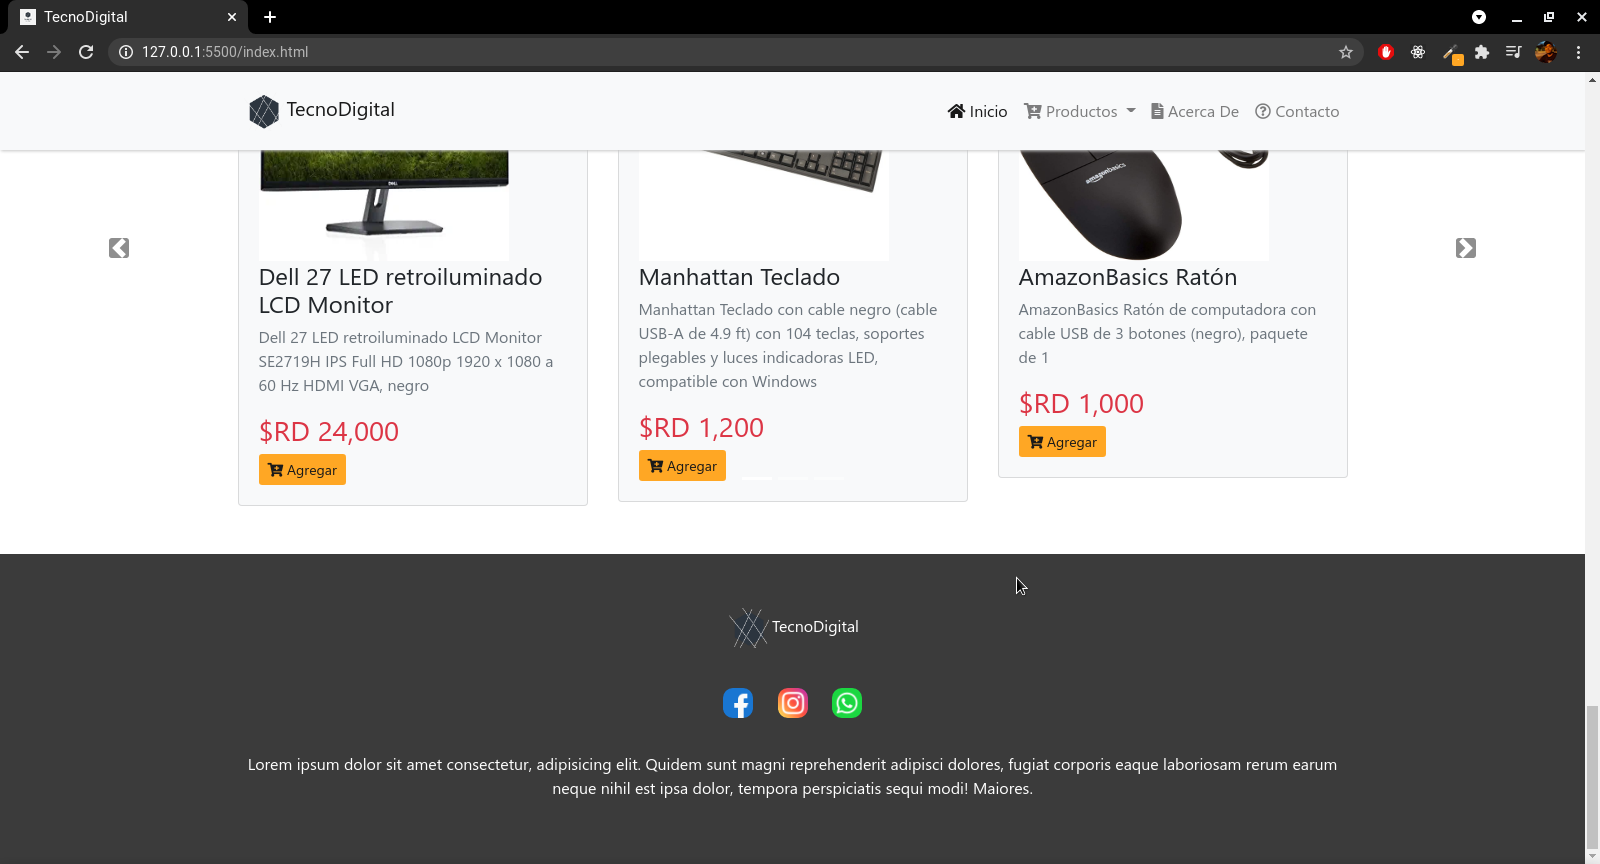 TecnoDigital
127.0.0.1:5500/index.html
TecnoDigital
Inicio
Productos
Acerca De
Contacto
DELL
amazonbasics
Dell 27 LED retroiluminado
LCD Monitor
Dell 27 LED retroiluminado LCD Monitor
SE2719H IPS Full HD 1080p 1920 x 1080 a
60 Hz HDMI VGA, negro
$RD 24,000
Agregar
Manhattan Teclado
Manhattan Teclado con cable negro (cable
USB-A de 4.9 ft) con 104 teclas, soportes
plegables y luces indicadoras LED,
compatible con Windows
$RD 1,200
Agregar
AmazonBasics Ratón
AmazonBasics Ratón de computadora con
cable USB de 3 botones (negro), paquete
de 1
$RD 1,000
Agregar
TecnoDigital
Lorem ipsum dolor sit amet consectetur, adipisicing elit. Quidem sunt magni reprehenderit adipisci dolores, fugiat corporis eaque laboriosam rerum earum
neque nihil est ipsa dolor, tempora perspiciatis sequi modi! Maiores.